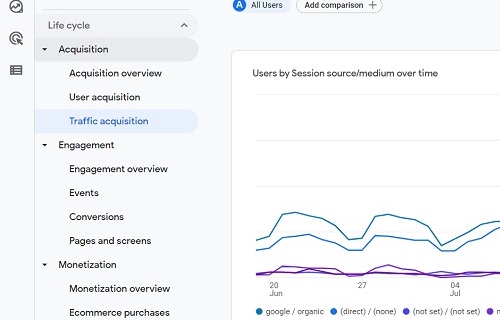 Life cycle
Acquisition
Acquisition overview
User acquisition
Traffic acquisition
Engagement
Engagement overview
Events
Conversions
Pages and screens
Monetization
Monetization overview
Ecommerce purchases
A All Users
Add comparison +
Users by Session source/medium over time
20 27 04
Jun Jul
google / organic (direct) / (none) (not set) / (not set)